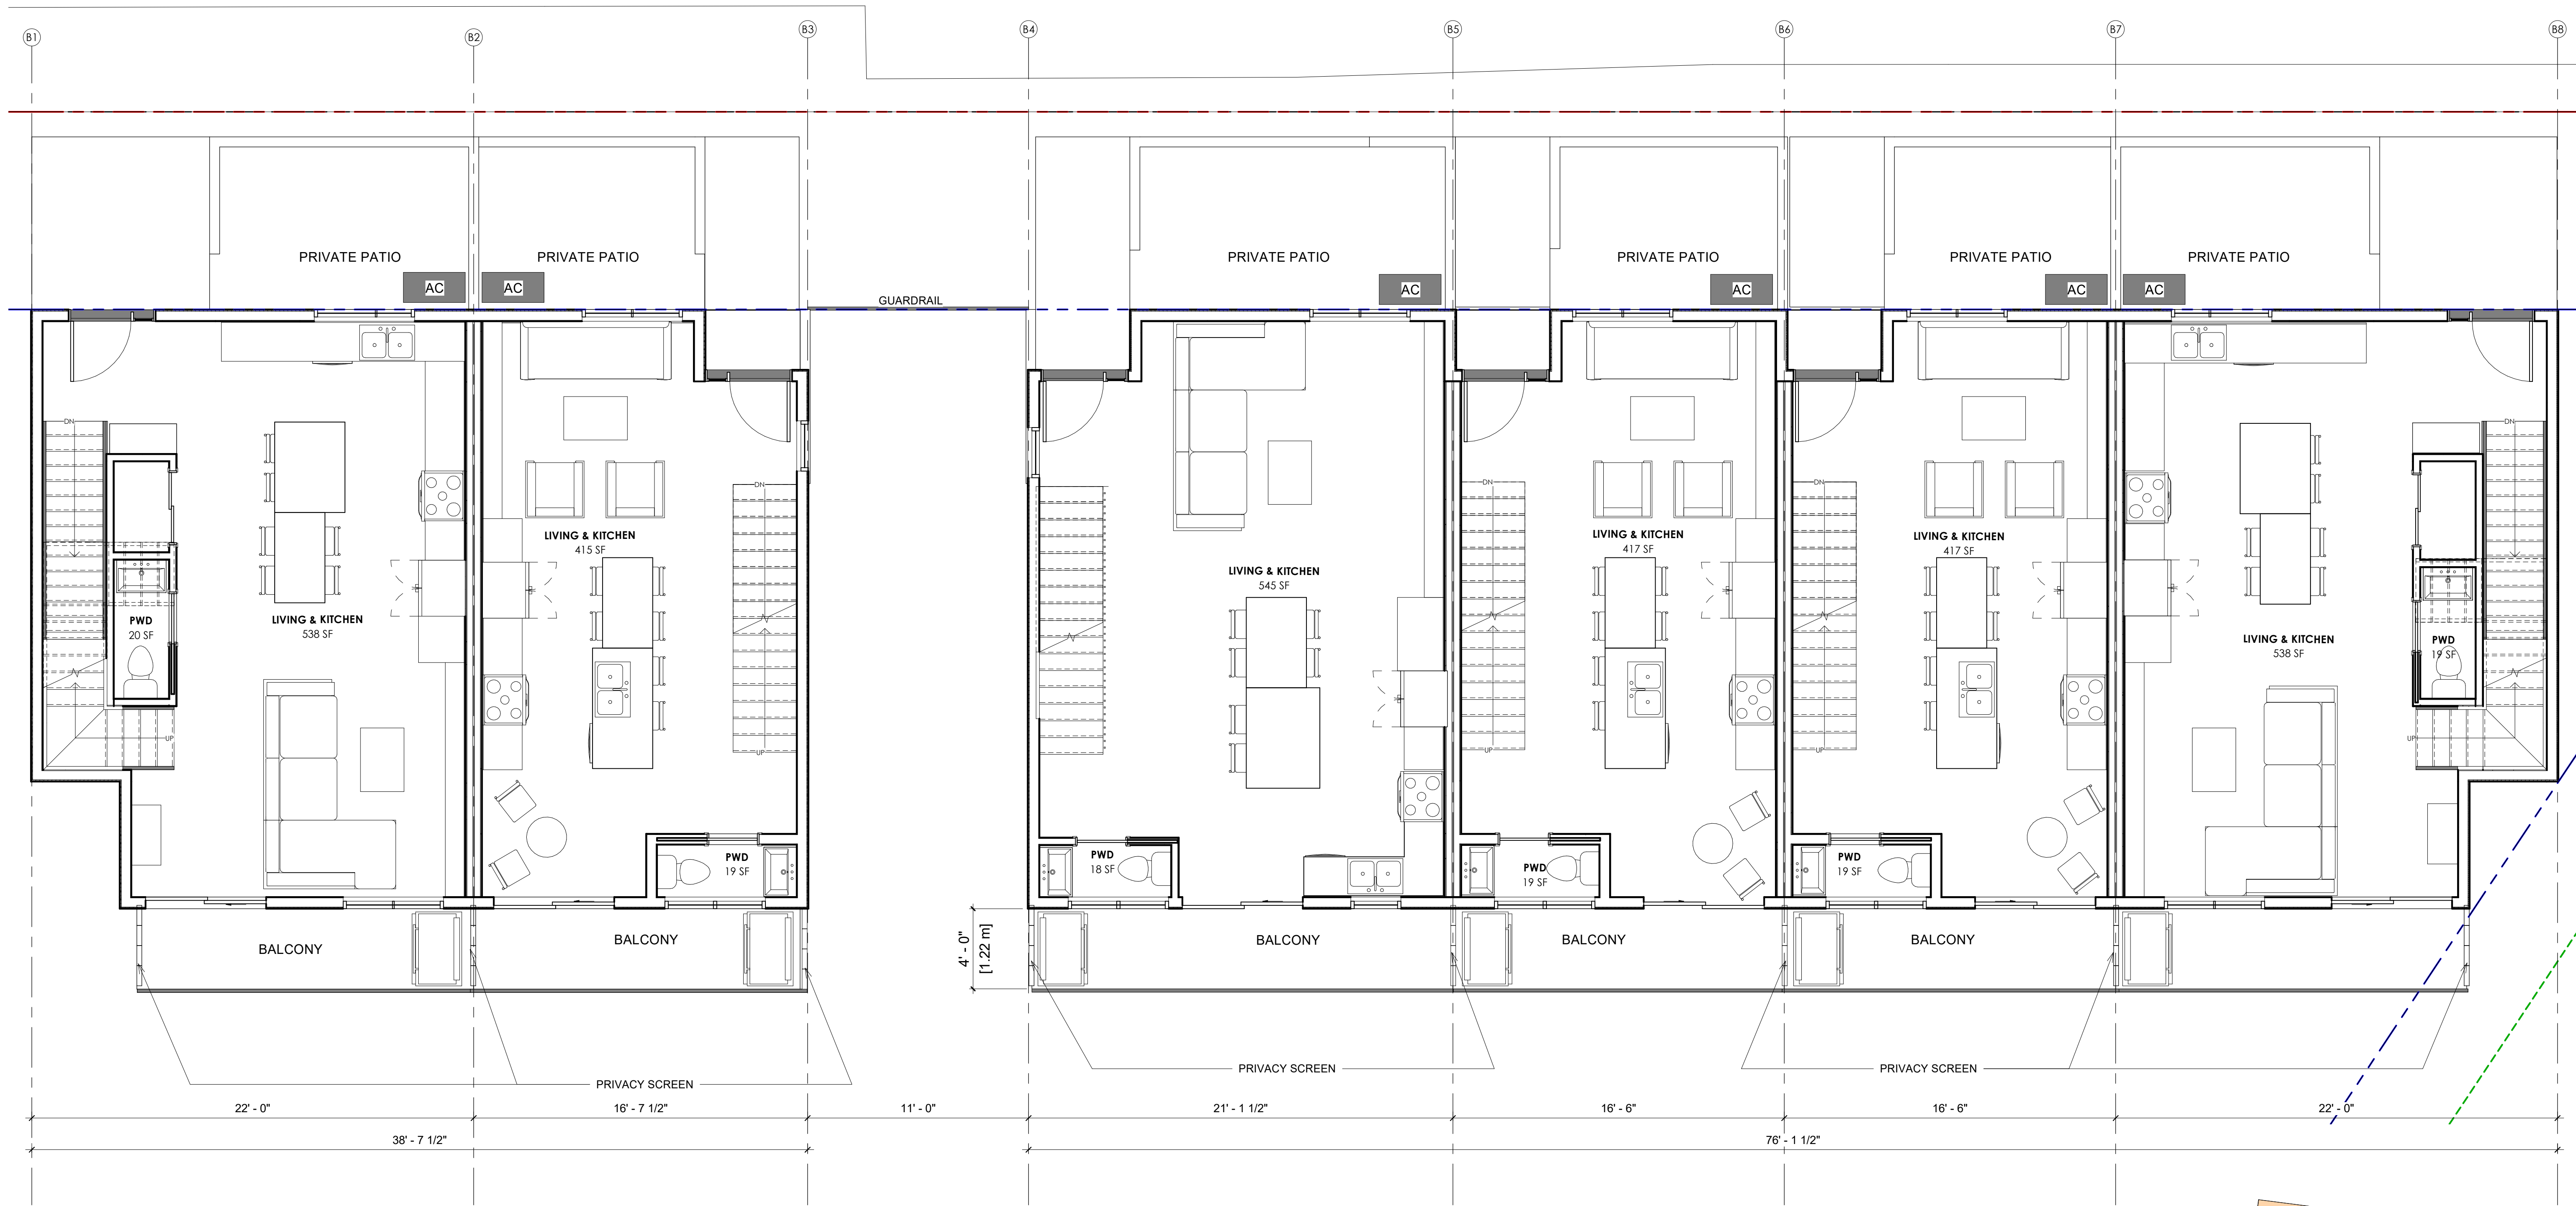 B1
B2
B3
B4
B5
B6
B7
B8
PRIVATE PATIO
PRIVATE PATIO
PRIVATE PATIO
PRIVATE PATIO
PRIVATE PATIO
PRIVATE PATIO
AC
AC
AC
AC
AC
AC
GUARDRAIL
DN
DN
DN
DN
DN
LIVING & KITCHEN
538 SF
LIVING & KITCHEN
415 SF
LIVING & KITCHEN
545 SF
LIVING & KITCHEN
417 SF
LIVING & KITCHEN
417 SF
LIVING & KITCHEN
538 SF
PWD
20 SF
PWD
19 SF
UP
UP
UP
UP
UP
PWD
19 SF
PWD
18 SF
PWD
19 SF
PWD
19 SF
BALCONY
BALCONY
4' - 0"
[1.22 m]
BALCONY
BALCONY
BALCONY
PRIVACY SCREEN
PRIVACY SCREEN
PRIVACY SCREEN
22' - 0"
16' - 7 1/2"
11' - 0"
21' - 1 1/2"
16' - 6"
16' - 6"
22' - 0"
38' - 7 1/2"
76' - 1 1/2"